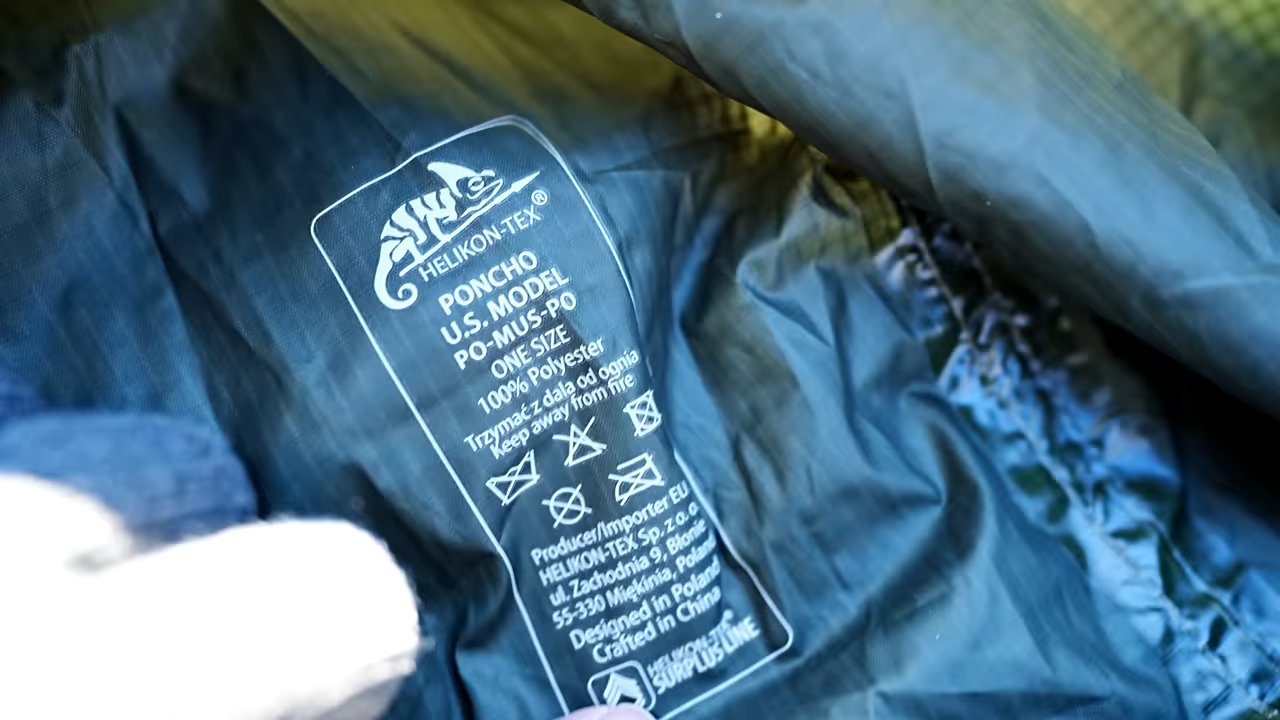 HELIKON-TEX®
PONCHO
U.S. MODEL
PO-MUS-PO
ONE SIZE
100% Polyester
Trzymać z dala od ognia
Keep away from fire
Producer/Importer EU
HELIKON-TEX Sp. z o. o.
ul. Zachodnia 9, Błonie
55-330 Miękinia, Poland
Designed in Poland
Crafted in China
HELIKON-TEX®
SURPLUS LINE